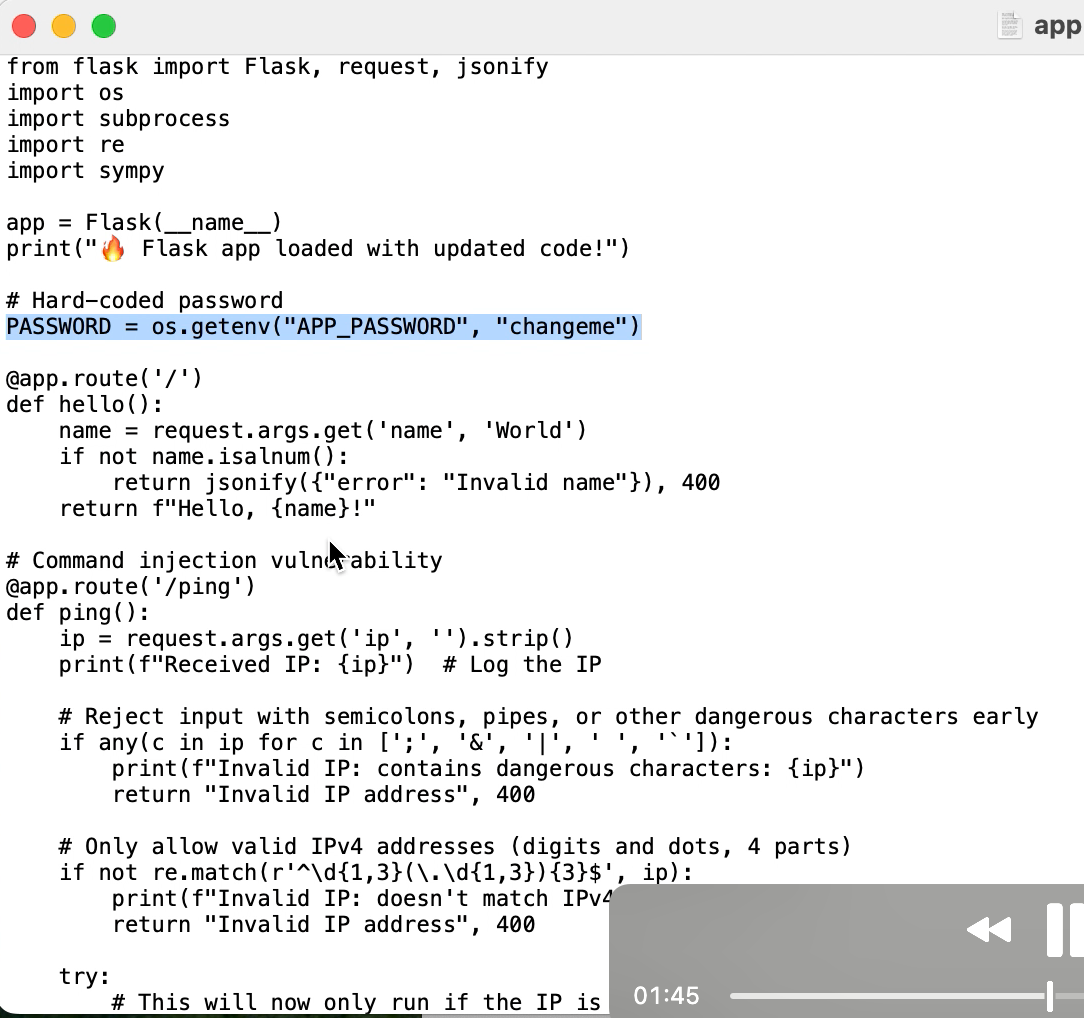 app
from flask import Flask, request, jsonify
import os
import subprocess
import re
import sympy

app = Flask(__name__)
print("🔥 Flask app loaded with updated code!")

# Hard-coded password
PASSWORD = os.getenv("APP_PASSWORD", "changeme")

@app.route('/')
def hello():
    name = request.args.get('name', 'World')
    if not name.isalnum():
        return jsonify({"error": "Invalid name"}), 400
    return f"Hello, {name}!"

# Command injection vulnerability
@app.route('/ping')
def ping():
    ip = request.args.get('ip', '').strip()
    print(f"Received IP: {ip}")  # Log the IP

    # Reject input with semicolons, pipes, or other dangerous characters early
    if any(c in ip for c in [';', '&', '|', ' ', '`']):
        print(f"Invalid IP: contains dangerous characters: {ip}")
        return "Invalid IP address", 400

    # Only allow valid IPv4 addresses (digits and dots, 4 parts)
    if not re.match(r'^\d{1,3}(\.\d{1,3}){3}$', ip):
        print(f"Invalid IP: doesn't match IPv4
        return "Invalid IP address", 400

    try:
        # This will now only run if the IP is
01:45